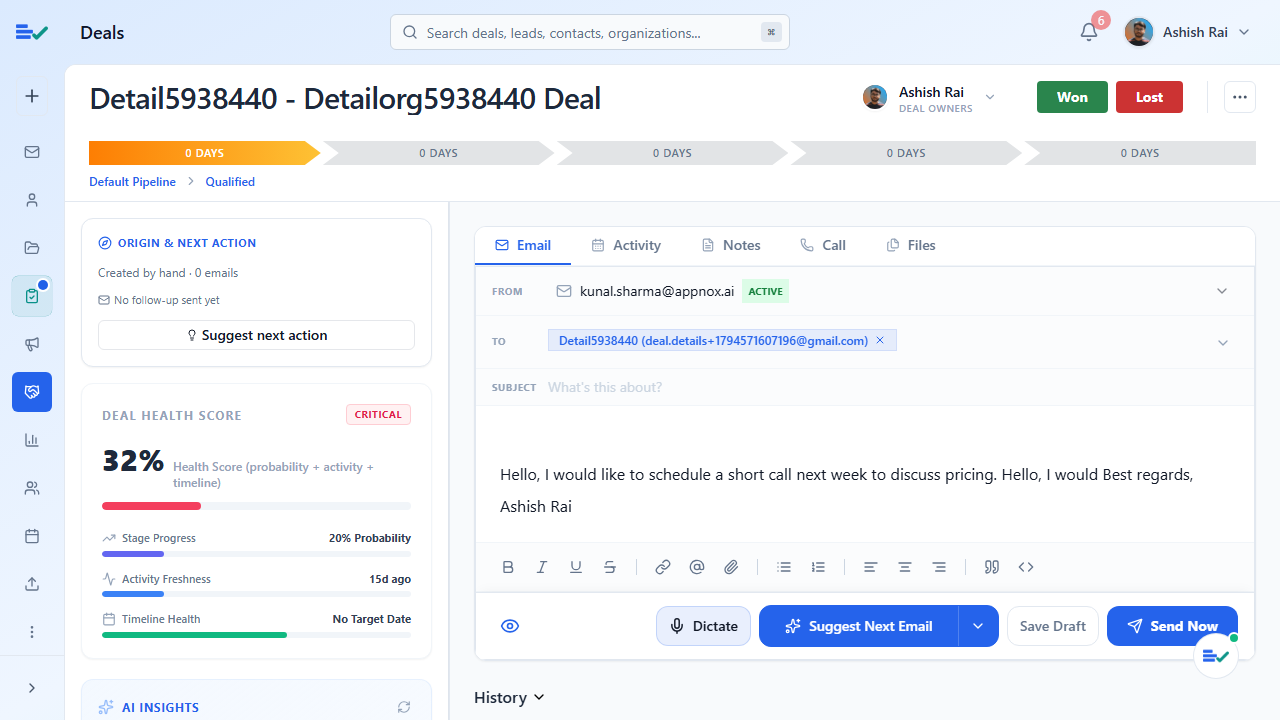 Deals
Search deals, leads, contacts, organizations...
⌘
6
Ashish Rai
Detail5938440 - Detailorg5938440 Deal
Ashish Rai
DEAL OWNERS
Won
Lost
0 DAYS
0 DAYS
0 DAYS
0 DAYS
0 DAYS
Default Pipeline
Qualified
ORIGIN & NEXT ACTION
Created by hand · 0 emails
No follow-up sent yet
Suggest next action
DEAL HEALTH SCORE
CRITICAL
32%
Health Score (probability + activity +
timeline)
Stage Progress
20% Probability
Activity Freshness
15d ago
Timeline Health
No Target Date
AI INSIGHTS
Email
Activity
Notes
Call
Files
FROM
kunal.sharma@appnox.ai
ACTIVE
TO
Detail5938440 (deal.details+1794571607196@gmail.com)
SUBJECT
What's this about?
Hello, I would like to schedule a short call next week to discuss pricing. Hello, I would Best regards,
Ashish Rai
Dictate
Suggest Next Email
Save Draft
Send Now
History